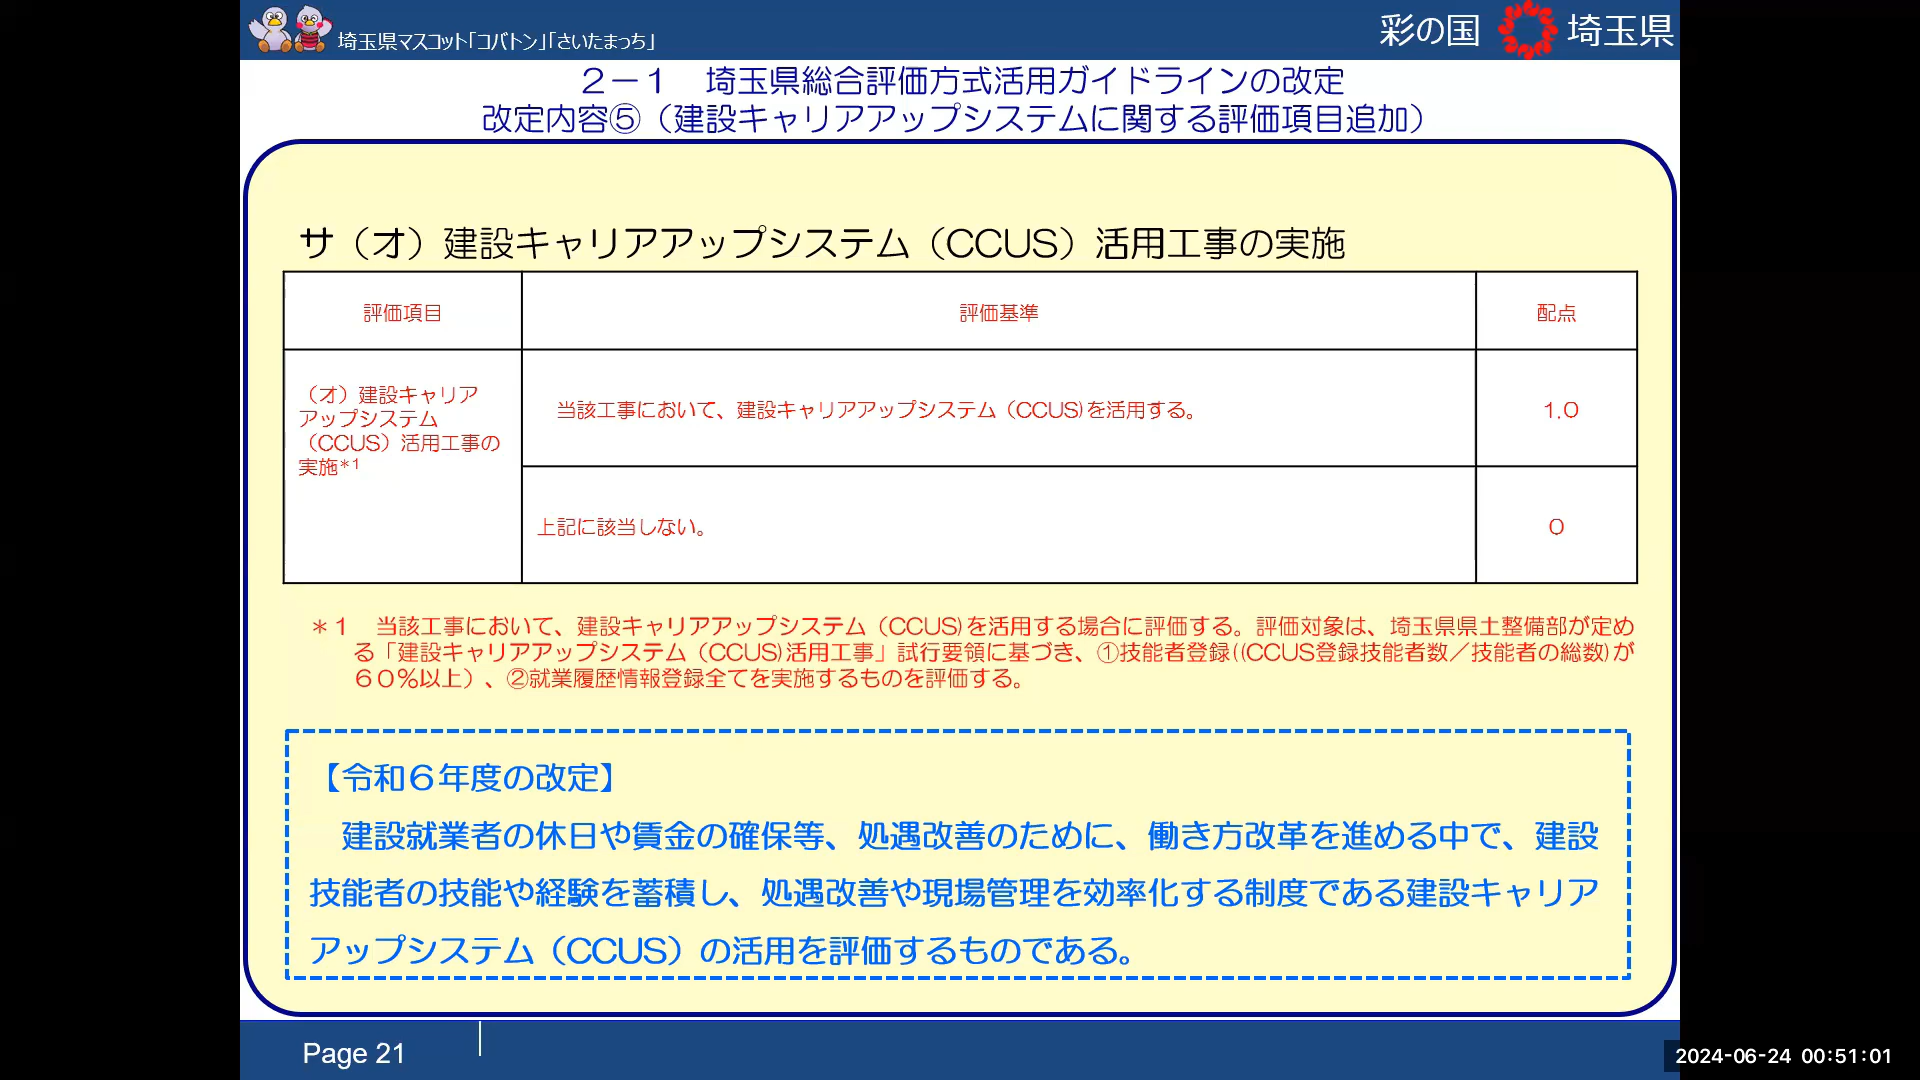 埼玉県マスコット「コバトン」「さいたまっち」
彩の国 埼玉県
２－１　埼玉県総合評価方式活用ガイドラインの改定
改定内容⑤（建設キャリアアップシステムに関する評価項目追加）
サ（オ）建設キャリアアップシステム（CCUS）活用工事の実施
評価項目 評価基準 配点
（オ）建設キャリア
アップシステム
（CCUS）活用工事の
実施*1
当該工事において、建設キャリアアップシステム（CCUS)を活用する。 1.0
上記に該当しない。 0
＊１　当該工事において、建設キャリアアップシステム（CCUS)を活用する場合に評価する。評価対象は、埼玉県県土整備部が定め
る「建設キャリアアップシステム（CCUS)活用工事」試行要領に基づき、①技能者登録((CCUS登録技能者数／技能者の総数)が
６０％以上）、②就業履歴情報登録全てを実施するものを評価する。
【令和６年度の改定】
建設就業者の休日や賃金の確保等、処遇改善のために、働き方改革を進める中で、建設
技能者の技能や経験を蓄積し、処遇改善や現場管理を効率化する制度である建設キャリア
アップシステム（CCUS）の活用を評価するものである。
Page 21
2024-06-24 00:51:01